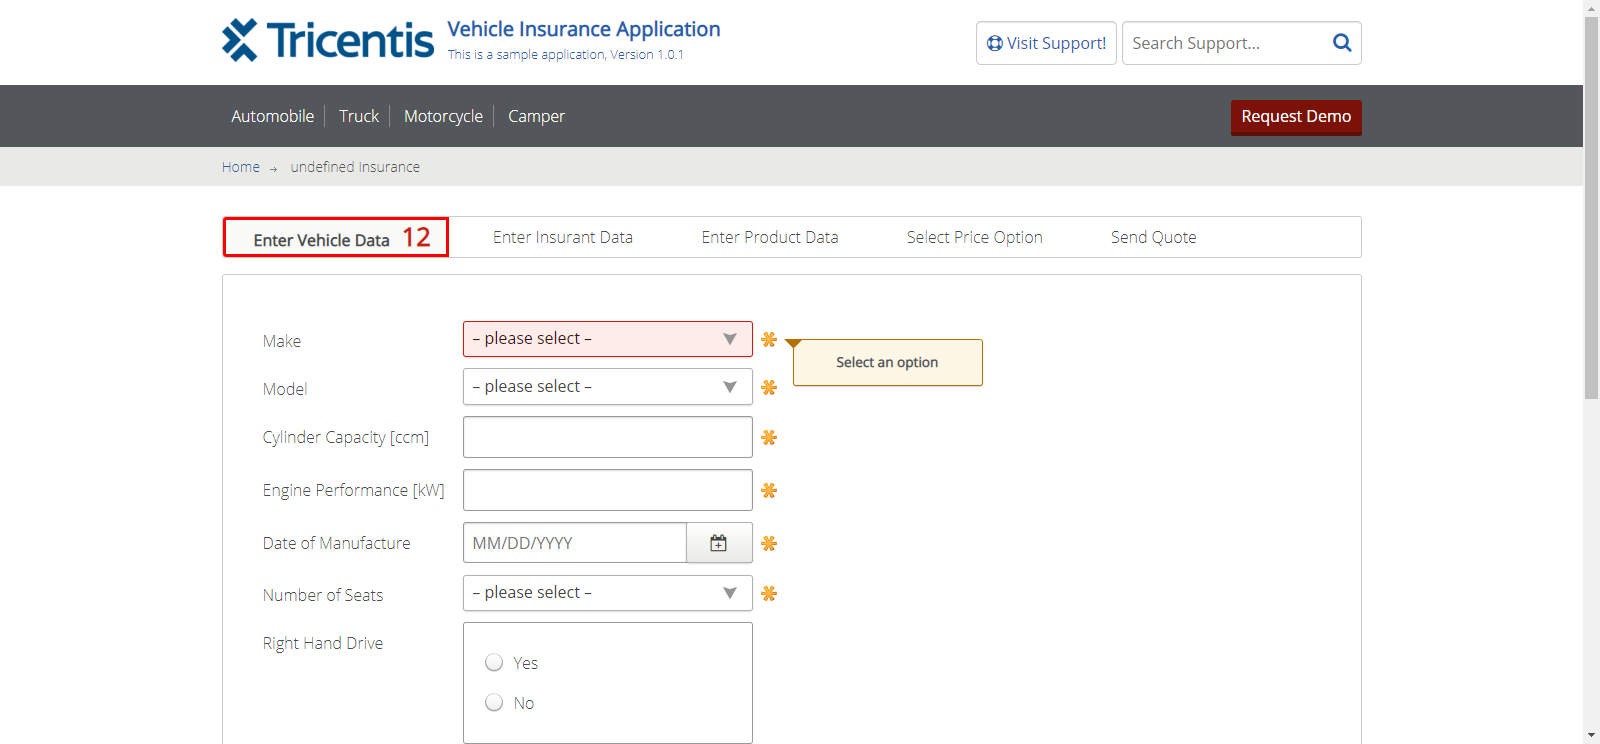 Tricentis
Vehicle Insurance Application
This is a sample application, Version 1.0.1
Visit Support!
Search Support...
Automobile
Truck
Motorcycle
Camper
Request Demo
Home → undefined Insurance
Enter Vehicle Data 12
Enter Insurant Data
Enter Product Data
Select Price Option
Send Quote
Make
– please select –
Select an option
Model
– please select –
Cylinder Capacity [ccm]
Engine Performance [kW]
Date of Manufacture
MM/DD/YYYY
Number of Seats
– please select –
Right Hand Drive
Yes
No